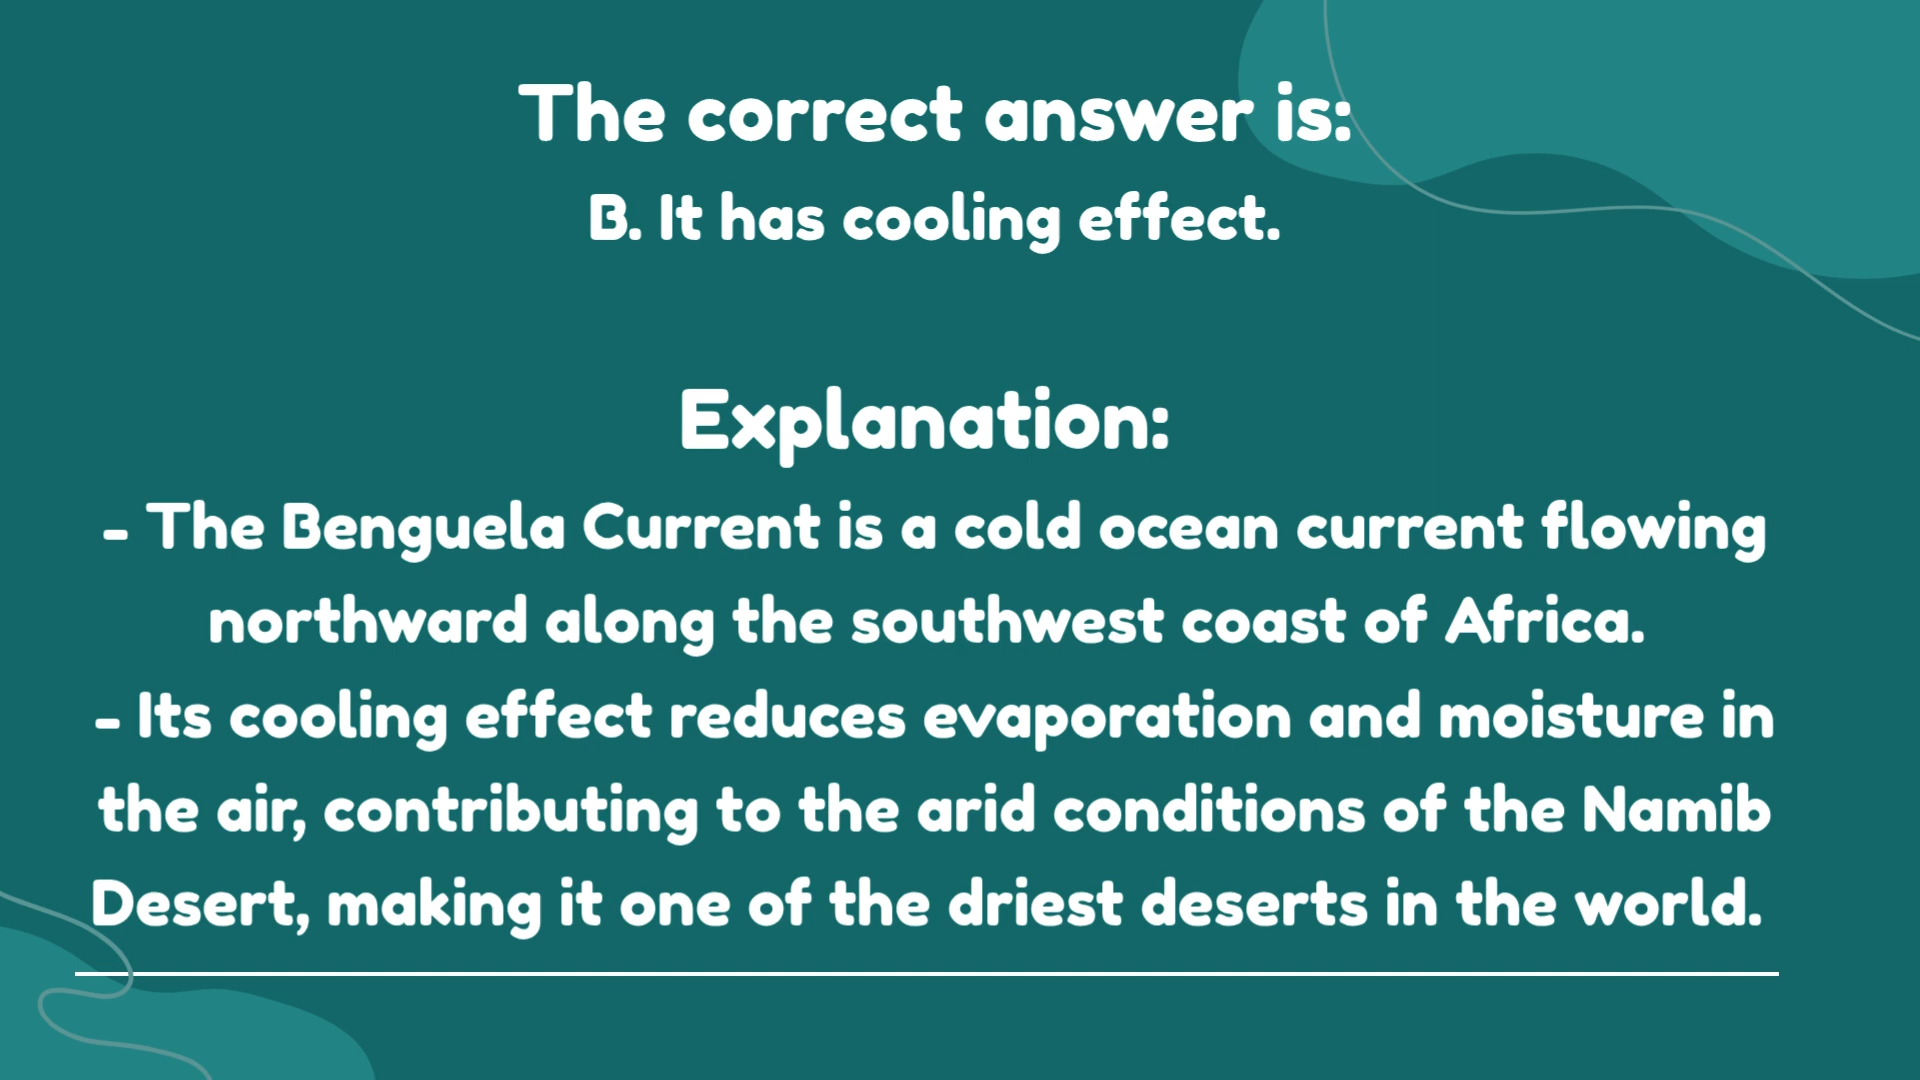 The correct answer is:
B. It has cooling effect.
Explanation:
- The Benguela Current is a cold ocean current flowing
northward along the southwest coast of Africa.
- Its cooling effect reduces evaporation and moisture in
the air, contributing to the arid conditions of the Namib
Desert, making it one of the driest deserts in the world.